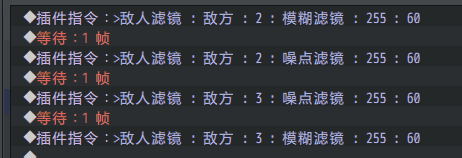 ◆插件指令：>敌人滤镜 : 敌方 : 2 : 模糊滤镜 : 255 : 60
◆等待：1 帧
◆插件指令：>敌人滤镜 : 敌方 : 2 : 噪点滤镜 : 255 : 60
◆等待：1 帧
◆插件指令：>敌人滤镜 : 敌方 : 3 : 噪点滤镜 : 255 : 60
◆等待：1 帧
◆插件指令：>敌人滤镜 : 敌方 : 3 : 模糊滤镜 : 255 : 60
◆